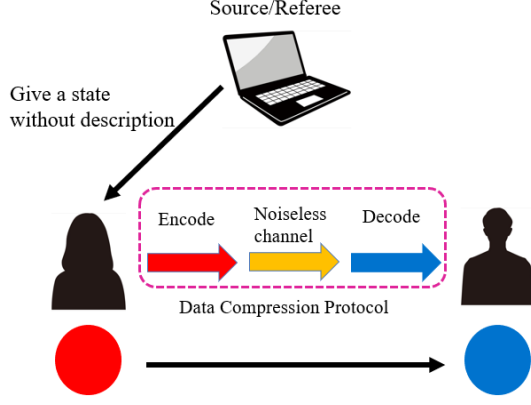 Source/Referee
Give a state
without description
Encode
Noiseless
channel
Decode
Data Compression Protocol